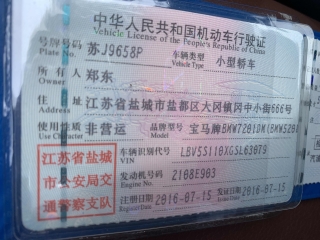 中华人民共和国机动车行驶证
Vehicle License of the People's Republic of China
号牌号码 苏J9658P 车辆类型 小型轿车
Plate No. Vehicle Type
所有人 郑东
Owner
住址 江苏省盐城市盐都区大冈镇冈中小街666号
Address
使用性质 非营运 品牌型号 宝马牌BMW7201DM(BMW520i
Use Character Model
江苏省盐城市公安局交通警察支队
车辆识别代号 LBV5S110XGSL63079
VIN
发动机号码 2108E903
Engine No.
注册日期 2016-07-15 发证日期 2016-07-15
Register Date Issue Date